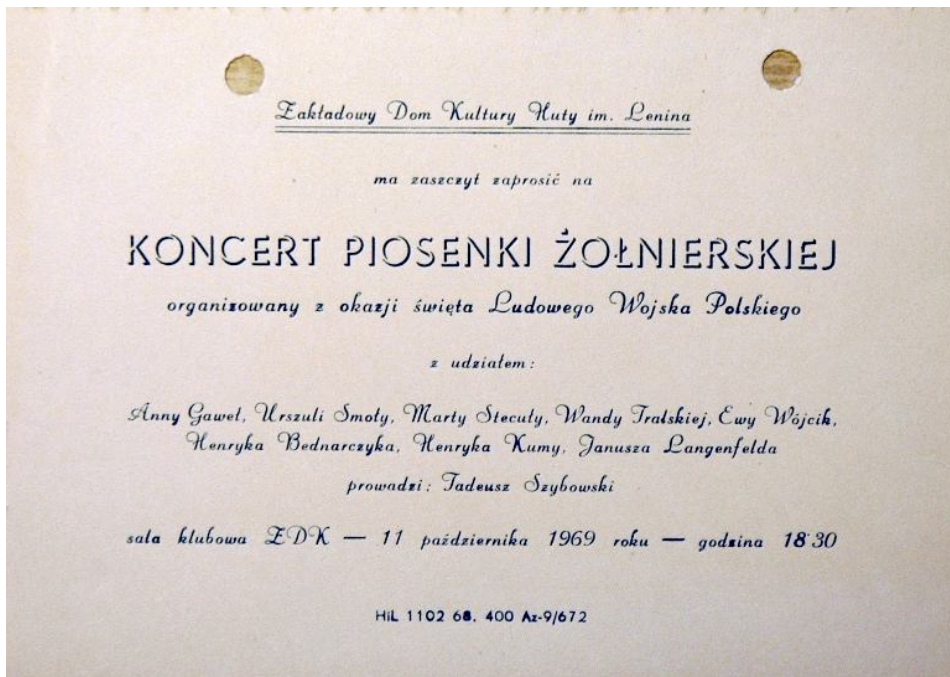 Zakładowy Dom Kultury Huty im. Lenina
ma zaszczyt zaprosić na
KONCERT PIOSENKI ŻOŁNIERSKIEJ
organizowany z okazji święta Ludowego Wojska Polskiego
z udziałem:
Anny Gaweł, Urszuli Smoły, Marty Stecuły, Wandy Tralskiej, Ewy Wójcik,
Henryka Bednarczyka, Henryka Kumy, Janusza Langenfelda
prowadzi: Tadeusz Szybowski
sala klubowa ZDK — 11 października 1969 roku — godzina 18·30
HiL 1102 68. 400 Az-9/672